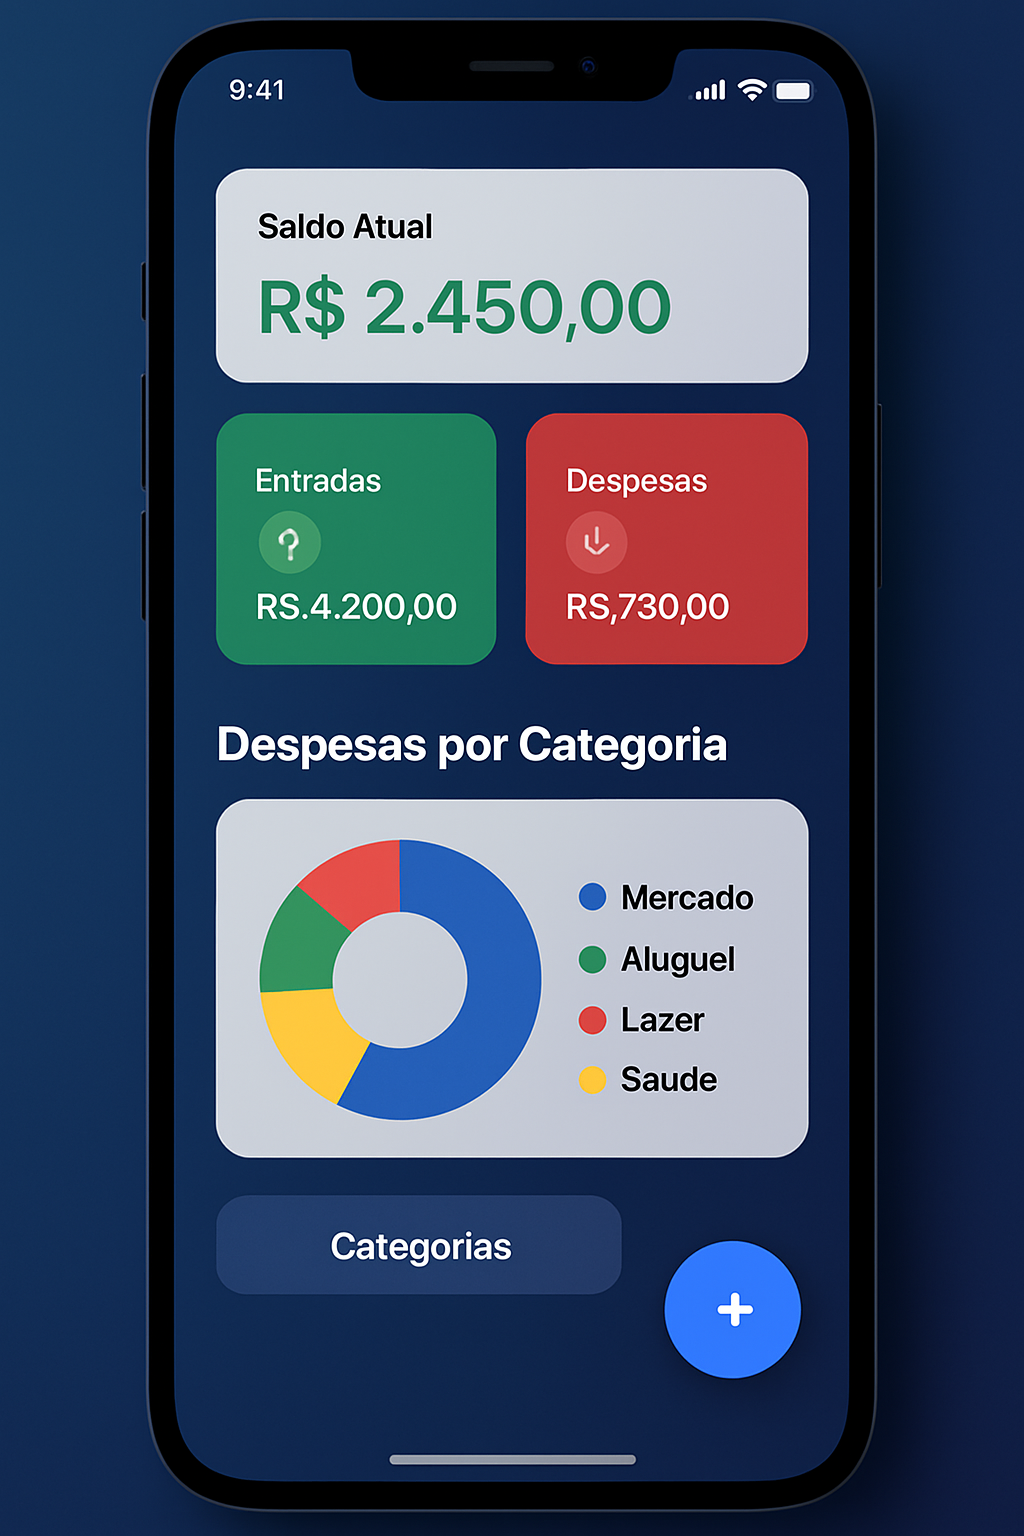 9:41
Saldo Atual
R$ 2.450,00
Entradas
RS.4.200,00
Despesas
RS,730,00
Despesas por Categoria
Mercado
Aluguel
Lazer
Saude
Categorias
+